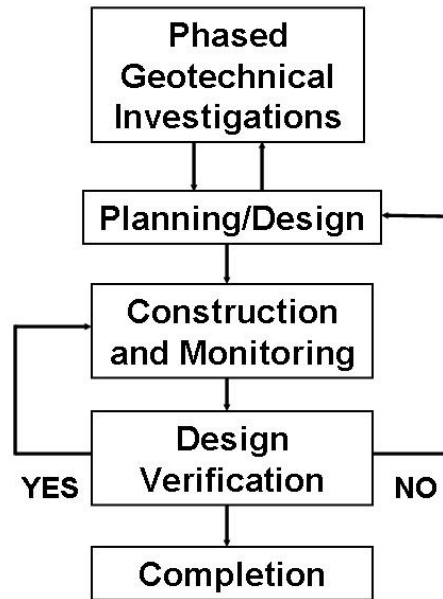 Phased
Geotechnical
Investigations
Planning/Design
Construction
and Monitoring
Design
Verification
YES
NO
Completion